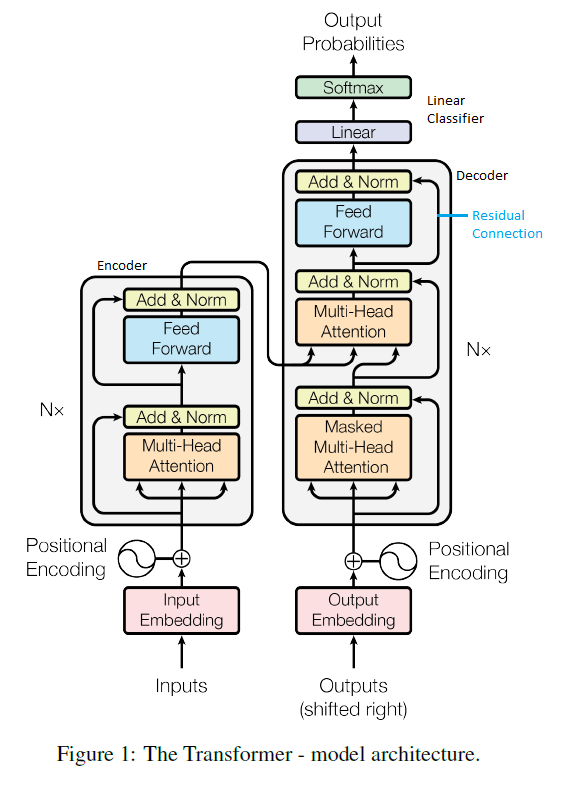 Output
Probabilities
Softmax
Linear
Classifier
Linear
Decoder
Add & Norm
Feed
Forward
Residual
Connection
Add & Norm
Multi-Head
Attention
Nx
Add & Norm
Masked
Multi-Head
Attention
Encoder
Add & Norm
Feed
Forward
N×
Add & Norm
Multi-Head
Attention
Positional
Encoding
Positional
Encoding
Input
Embedding
Output
Embedding
Inputs
Outputs
(shifted right)
Figure 1: The Transformer - model architecture.